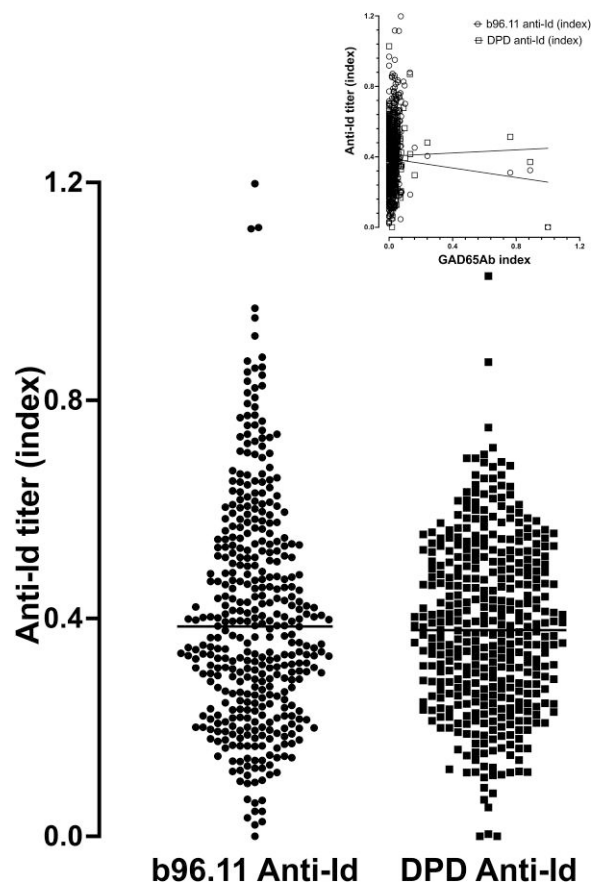 1.2
b96.11 anti-Id (index)
DPD anti-Id (index)
0.8
0.4
0.0
Anti-Id titer (index)
0.0
0.4
0.8
1.2
GAD65Ab index
1.2
0.8
0.4
0.0
Anti-Id titer (index)
b96.11 Anti-Id
DPD Anti-Id